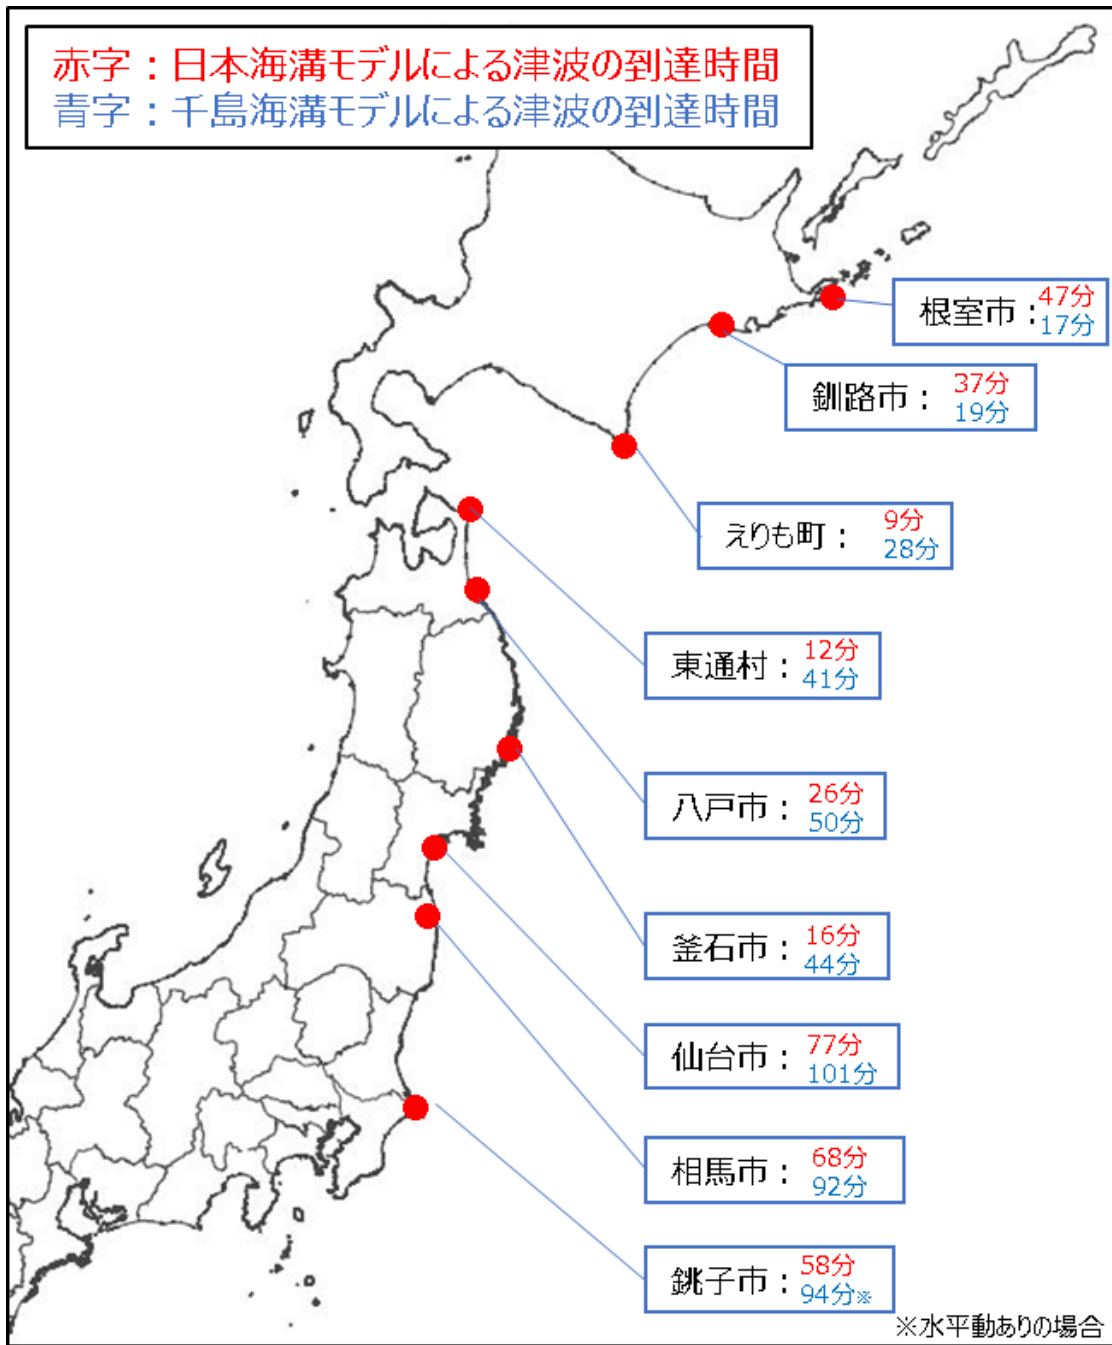 赤字：日本海溝モデルによる津波の到達時間
青字：千島海溝モデルによる津波の到達時間
根室市：47分
17分
釧路市：37分
19分
えりも町：9分
28分
東通村：12分
41分
八戸市：26分
50分
釜石市：16分
44分
仙台市：77分
101分
相馬市：68分
92分
銚子市：58分
94分※
※水平動ありの場合